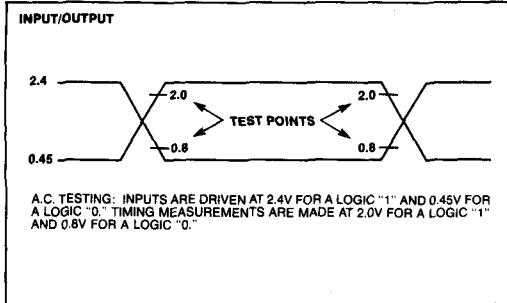 INPUT/OUTPUT
2.4
2.0 2.0
TEST POINTS
0.8 0.8
0.45
A.C. TESTING: INPUTS ARE DRIVEN AT 2.4V FOR A LOGIC "1" AND 0.45V FOR
A LOGIC "0." TIMING MEASUREMENTS ARE MADE AT 2.0V FOR A LOGIC "1"
AND 0.8V FOR A LOGIC "0."